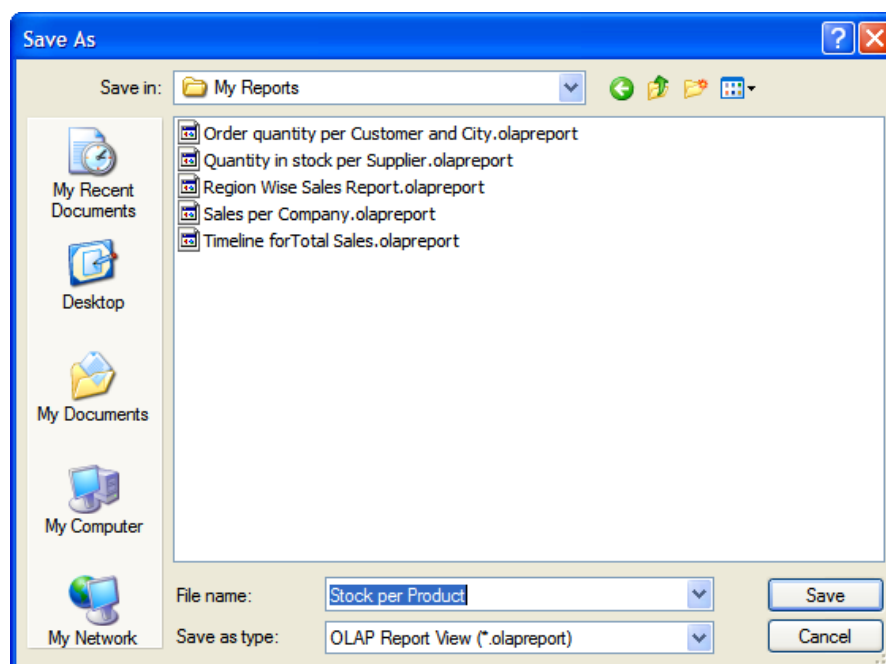 Save As
Save in: My Reports
Order quantity per Customer and City.olapreport
Quantity in stock per Supplier.olapreport
Region Wise Sales Report.olapreport
Sales per Company.olapreport
Timeline forTotal Sales.olapreport
My Recent
Documents
Desktop
My Documents
My Computer
My Network
File name: Stock per Product Save
Save as type: OLAP Report View (*.olapreport) Cancel